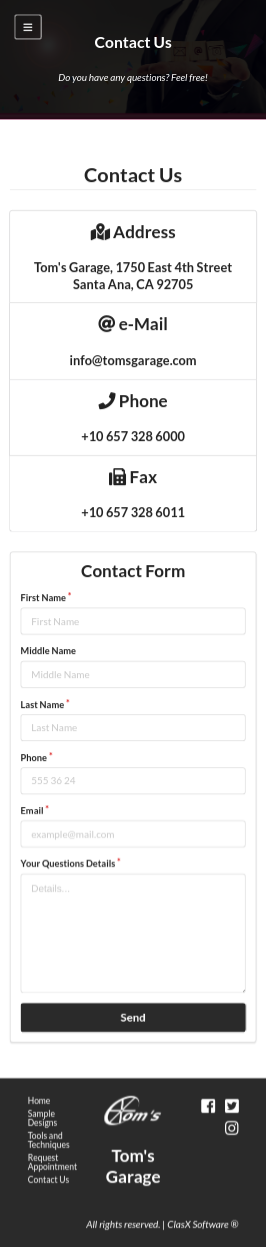 Contact Us
Do you have any questions? Feel free!
Contact Us
Address
Tom's Garage, 1750 East 4th Street
Santa Ana, CA 92705
e-Mail
info@tomsgarage.com
Phone
+10 657 328 6000
Fax
+10 657 328 6011
Contact Form
First Name *
First Name
Middle Name
Middle Name
Last Name *
Last Name
Phone *
555 36 24
Email *
example@mail.com
Your Questions Details *
Details...
Send
Home
Sample
Designs
Tools and
Techniques
Request
Appointment
Contact Us
Tom's
Tom's
Garage
All rights reserved. | ClasX Software ®